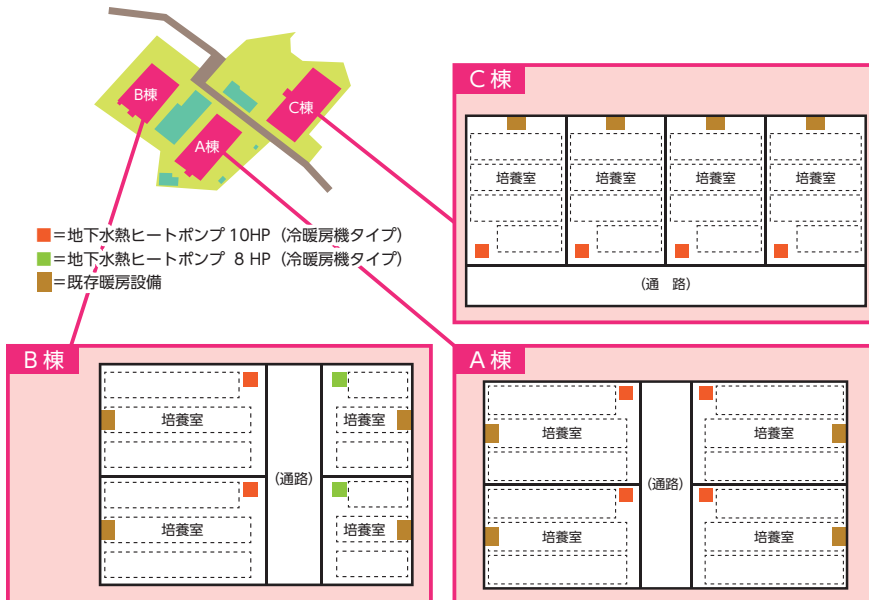 B棟
C棟
A棟
=地下水熱ヒートポンプ 10HP(冷暖房機タイプ)
=地下水熱ヒートポンプ 8 HP(冷暖房機タイプ)
=既存暖房設備
C棟
培養室
培養室
培養室
培養室
(通 路)
B棟
培養室
培養室
(通路)
培養室
培養室
A棟
培養室
培養室
(通路)
培養室
培養室